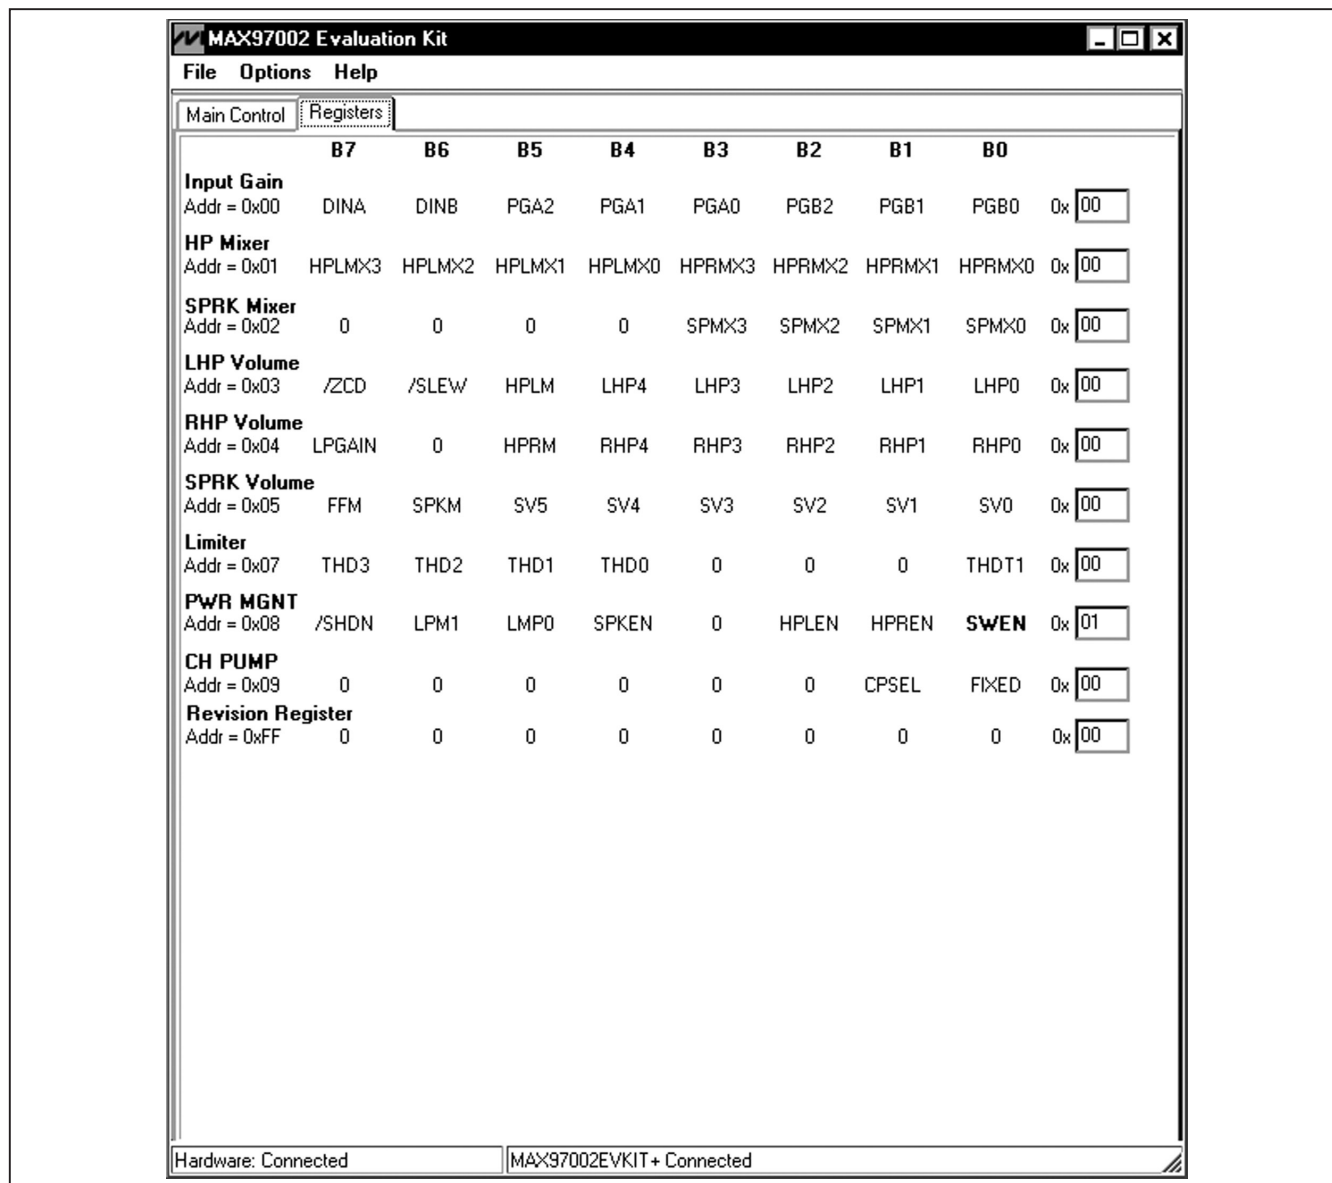 MAX97002 Evaluation Kit
File Options Help
Main Control Registers
B7 B6 B5 B4 B3 B2 B1 B0
Input Gain
Addr = 0x00 DINA DINB PGA2 PGA1 PGA0 PGB2 PGB1 PGB0 0x 00
HP Mixer
Addr = 0x01 HPLMX3 HPLMX2 HPLMX1 HPLMX0 HPRMX3 HPRMX2 HPRMX1 HPRMX0 0x 00
SPRK Mixer
Addr = 0x02 0 0 0 0 SPMX3 SPMX2 SPMX1 SPMX0 0x 00
LHP Volume
Addr = 0x03 /ZCD /SLEW HPLM LHP4 LHP3 LHP2 LHP1 LHP0 0x 00
RHP Volume
Addr = 0x04 LPGAIN 0 HPRM RHP4 RHP3 RHP2 RHP1 RHP0 0x 00
SPRK Volume
Addr = 0x05 FFM SPKM SV5 SV4 SV3 SV2 SV1 SV0 0x 00
Limiter
Addr = 0x07 THD3 THD2 THD1 THD0 0 0 0 THDT1 0x 00
PWR MGNT
Addr = 0x08 /SHDN LPM1 LMP0 SPKEN 0 HPLEN HPREN SWEN 0x 01
CH PUMP
Addr = 0x09 0 0 0 0 0 0 CPSEL FIXED 0x 00
Revision Register
Addr = 0xFF 0 0 0 0 0 0 0 0 0x 00
Hardware: Connected MAX97002EVKIT+ Connected